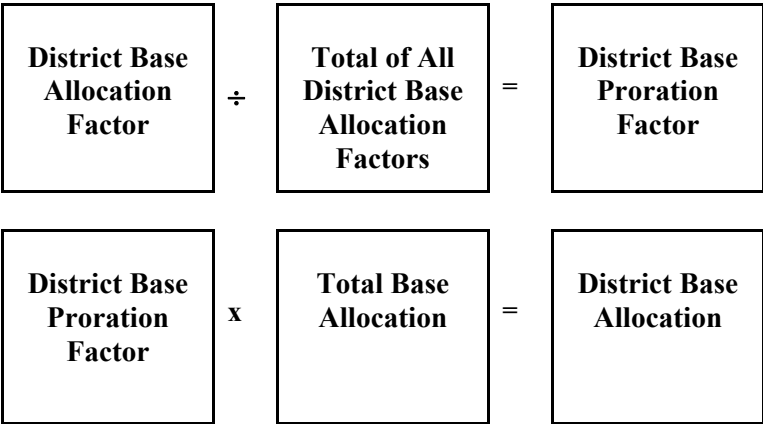 District Base
Allocation
Factor
÷
Total of All
District Base
Allocation
Factors
=
District Base
Proration
Factor
District Base
Proration
Factor
x
Total Base
Allocation
=
District Base
Allocation